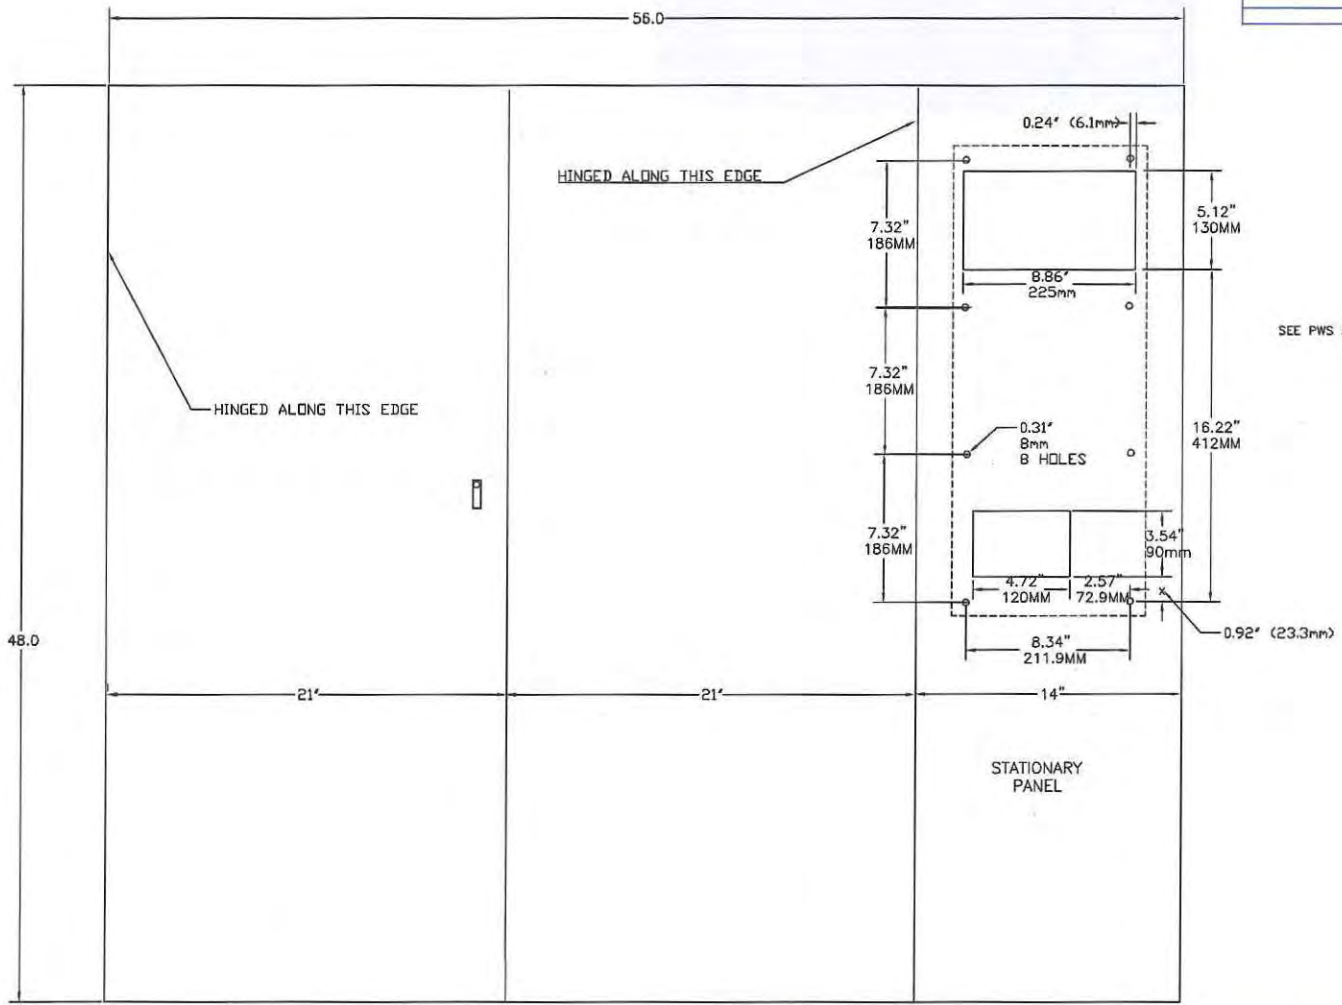 56.0
0.24" (6.1mm)
HINGED ALONG THIS EDGE
7.32"
186MM
5.12"
130MM
8.86"
225mm
SEE PWS
7.32"
186MM
HINGED ALONG THIS EDGE
0.31"
8mm
8 HOLES
16.22"
412MM
7.32"
186MM
3.54"
90mm
4.72"
120MM
2.57"
72.9MM
x
0.92" (23.3mm)
48.0
8.34"
211.9MM
21"
21"
14"
STATIONARY
PANEL